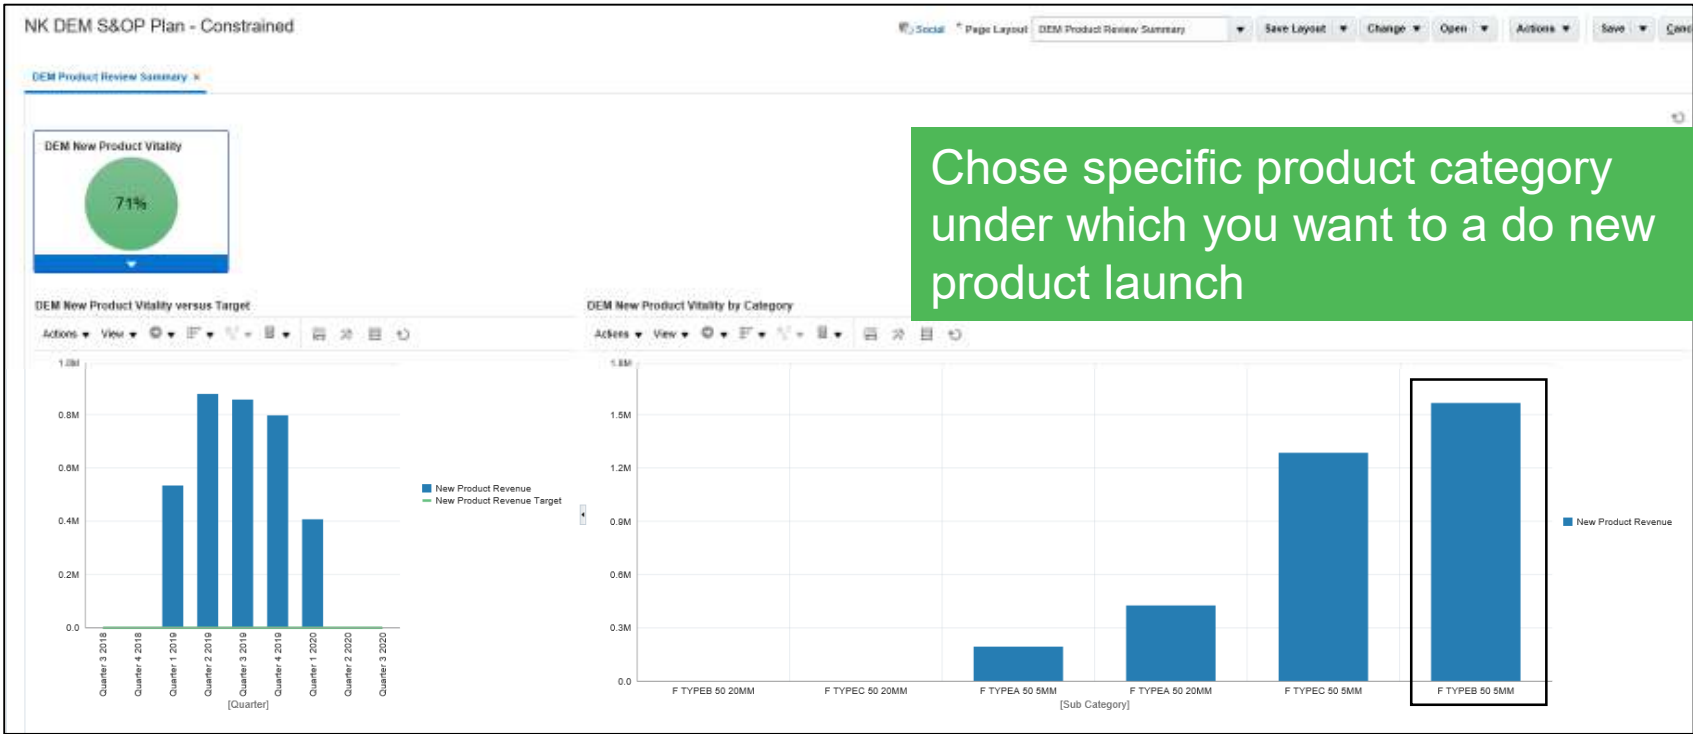 NK DEM S&OP Plan - Constrained
Social * Page Layout DEM Product Review Summary Save Layout Change Open Actions Save Canc
DEM Product Review Summary ×
DEM New Product Vitality
71%
Chose specific product category
under which you want to a do new
product launch
DEM New Product Vitality versus Target
Actions View
1.0M
0.8M
0.6M
0.4M
0.2M
0.0
Quarter 3 2018
Quarter 4 2018
Quarter 1 2019
Quarter 2 2019
Quarter 3 2019
Quarter 4 2019
Quarter 1 2020
Quarter 2 2020
Quarter 3 2020
[Quarter]
New Product Revenue
New Product Revenue Target
DEM New Product Vitality by Category
Actions View
1.8M
1.5M
1.2M
0.9M
0.6M
0.3M
0.0
F TYPEB 50 20MM
F TYPEC 50 20MM
F TYPEA 50 5MM
F TYPEA 50 20MM
F TYPEC 50 5MM
F TYPEB 50 5MM
[Sub Category]
New Product Revenue